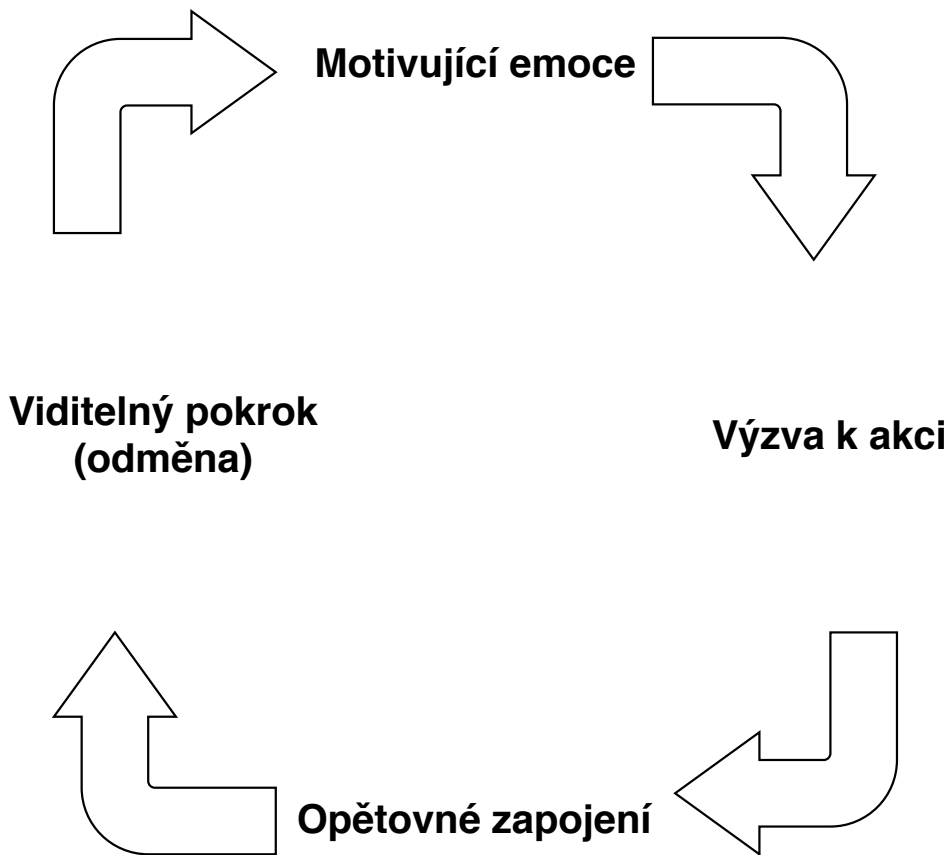 Motivující emoce
Viditelný pokrok
(odměna)
Výzva k akci
Opětovné zapojení